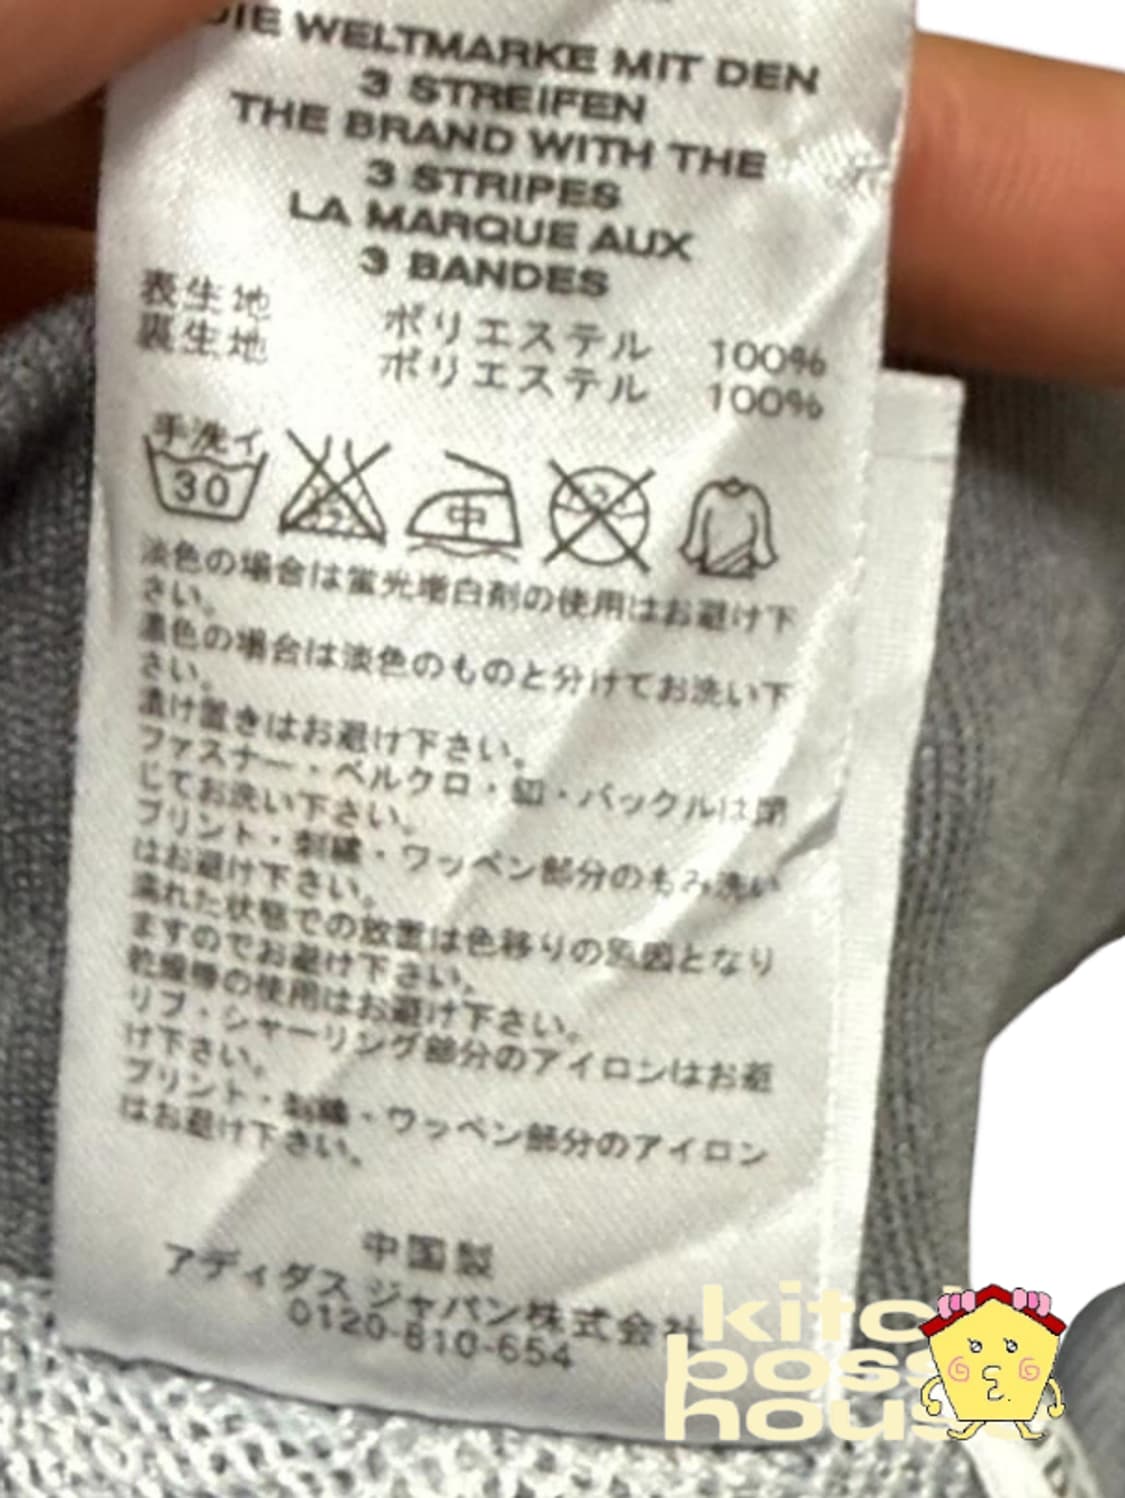 DIE WELTMARKE MIT DEN
3 STREIFEN
THE BRAND WITH THE
3 STRIPES
LA MARQUE AUX
3 BANDES
表生地 ポリエステル 100%
裏生地 ポリエステル 100%
手洗イ
30
中
淡色の場合は蛍光増白剤の使用はお避け下
さい。
濃色の場合は淡色のものと分けてお洗い下
さい。
漬け置きはお避け下さい。
ファスナー・ベルクロ・釦・バックルは閉
じてお洗い下さい。
プリント・刺繍・ワッペン部分のもみ洗い
はお避け下さい。
濡れた状態での放置は色移りの原因となり
ますのでお避け下さい。
乾燥機の使用はお避け下さい。
リブ・シャーリング部分のアイロンはお避
け下さい。
プリント・刺繍・ワッペン部分のアイロン
はお避け下さい。
中国製
アディダス ジャパン株式会社
0120-810-654
boss
house